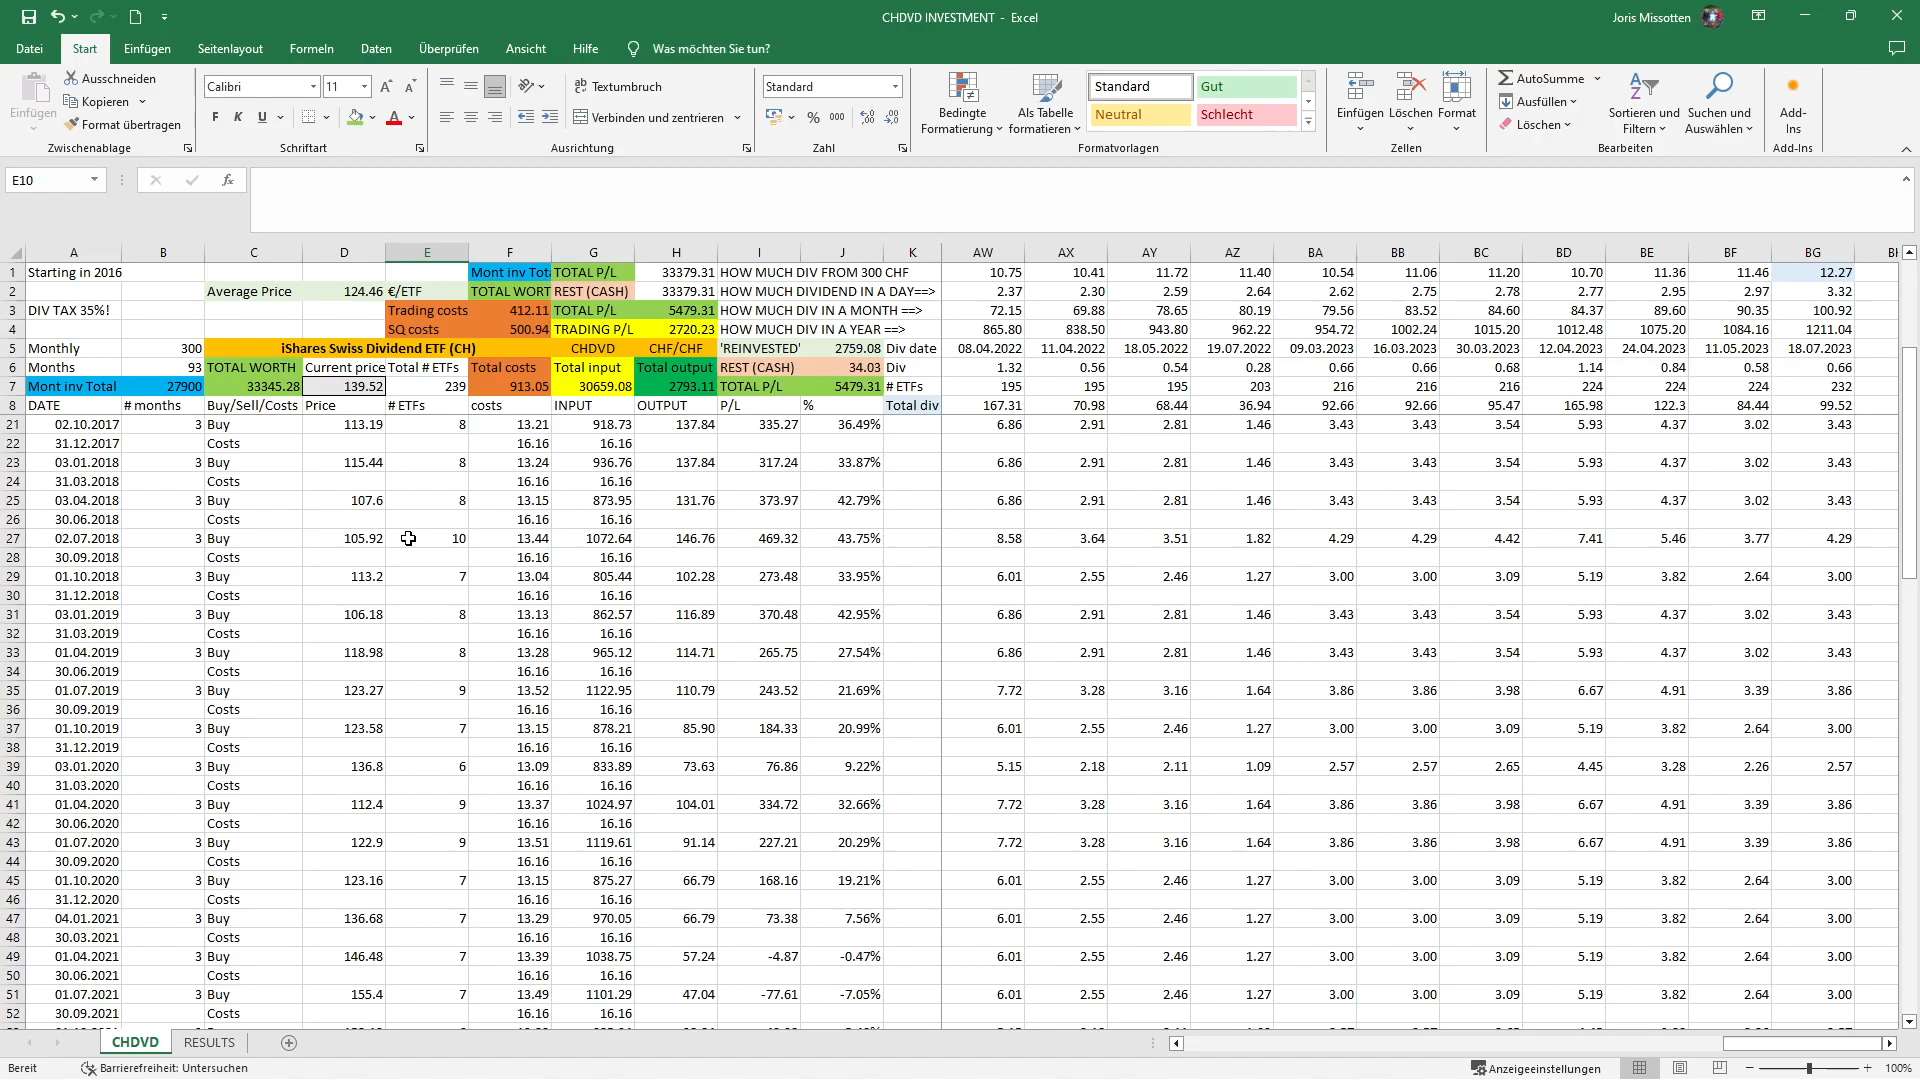 CHDVD INVESTMENT - Excel
Joris Missotten
Datei Start Einfügen Seitenlayout Formeln Daten Überprüfen Ansicht Hilfe Was möchten Sie tun?
Einfügen Ausschneiden Kopieren Format übertragen Zwischenablage
Calibri 11 F K U Schriftart
Textumbruch Verbinden und zentrieren Ausrichtung
Standard % 000 Zahl
Bedingte Formatierung Als Tabelle formatieren Standard Gut Neutral Schlecht Formatvorlagen
Einfügen Löschen Format Zellen
AutoSumme Ausfüllen Löschen Sortieren und Filtern Suchen und Auswählen Bearbeiten
Add-Ins Add-Ins
E10 fx
A B C D E F G H I J K AW AX AY AZ BA BB BC BD BE BF BG
1 Starting in 2016 Mont inv Tot TOTAL P/L 33379.31 HOW MUCH DIV FROM 300 CHF 10.75 10.41 11.72 11.40 10.54 11.06 11.20 10.70 11.36 11.46 12.27
2 Average Price 124.46 €/ETF TOTAL WORT REST (CASH) 33379.31 HOW MUCH DIVIDEND IN A DAY==> 2.37 2.30 2.59 2.64 2.62 2.75 2.78 2.77 2.95 2.97 3.32
3 DIV TAX 35%! Trading costs 412.11 TOTAL P/L 5479.31 HOW MUCH DIV IN A MONTH ==> 72.15 69.88 78.65 80.19 79.56 83.52 84.60 84.37 89.60 90.35 100.92
4 SQ costs 500.94 TRADING P/L 2720.23 HOW MUCH DIV IN A YEAR ==> 865.80 838.50 943.80 962.22 954.72 1002.24 1015.20 1012.48 1075.20 1084.16 1211.04
5 Monthly 300 iShares Swiss Dividend ETF (CH) CHDVD CHF/CHF 'REINVESTED' 2759.08 Div date 08.04.2022 11.04.2022 18.05.2022 19.07.2022 09.03.2023 16.03.2023 30.03.2023 12.04.2023 24.04.2023 11.05.2023 18.07.2023
6 Months 93 TOTAL WORTH Current price Total # ETFs Total costs Total input Total output REST (CASH) 34.03 Div 1.32 0.56 0.54 0.28 0.66 0.66 0.68 1.14 0.84 0.58 0.66
7 Mont inv Total 27900 33345.28 139.52 239 913.05 30659.08 2793.11 TOTAL P/L 5479.31 # ETFs 195 195 195 203 216 216 216 224 224 224 232
8 DATE # months Buy/Sell/Costs Price # ETFs costs INPUT OUTPUT P/L % Total div 167.31 70.98 68.44 36.94 92.66 92.66 95.47 165.98 122.3 84.44 99.52
21 02.10.2017 3 Buy 113.19 8 13.21 918.73 137.84 335.27 36.49% 6.86 2.91 2.81 1.46 3.43 3.43 3.54 5.93 4.37 3.02 3.43
22 31.12.2017 Costs 16.16 16.16
23 03.01.2018 3 Buy 115.44 8 13.24 936.76 137.84 317.24 33.87% 6.86 2.91 2.81 1.46 3.43 3.43 3.54 5.93 4.37 3.02 3.43
24 31.03.2018 Costs 16.16 16.16
25 03.04.2018 3 Buy 107.6 8 13.15 873.95 131.76 373.97 42.79% 6.86 2.91 2.81 1.46 3.43 3.43 3.54 5.93 4.37 3.02 3.43
26 30.06.2018 Costs 16.16 16.16
27 02.07.2018 3 Buy 105.92 10 13.44 1072.64 146.76 469.32 43.75% 8.58 3.64 3.51 1.82 4.29 4.29 4.42 7.41 5.46 3.77 4.29
28 30.09.2018 Costs 16.16 16.16
29 01.10.2018 3 Buy 113.2 7 13.04 805.44 102.28 273.48 33.95% 6.01 2.55 2.46 1.27 3.00 3.00 3.09 5.19 3.82 2.64 3.00
30 31.12.2018 Costs 16.16 16.16
31 03.01.2019 3 Buy 106.18 8 13.13 862.57 116.89 370.48 42.95% 6.86 2.91 2.81 1.46 3.43 3.43 3.54 5.93 4.37 3.02 3.43
32 31.03.2019 Costs 16.16 16.16
33 01.04.2019 3 Buy 118.98 8 13.28 965.12 114.71 265.75 27.54% 6.86 2.91 2.81 1.46 3.43 3.43 3.54 5.93 4.37 3.02 3.43
34 30.06.2019 Costs 16.16 16.16
35 01.07.2019 3 Buy 123.27 9 13.52 1122.95 110.79 243.52 21.69% 7.72 3.28 3.16 1.64 3.86 3.86 3.98 6.67 4.91 3.39 3.86
36 30.09.2019 Costs 16.16 16.16
37 01.10.2019 3 Buy 123.58 7 13.15 878.21 85.90 184.33 20.99% 6.01 2.55 2.46 1.27 3.00 3.00 3.09 5.19 3.82 2.64 3.00
38 31.12.2019 Costs 16.16 16.16
39 03.01.2020 3 Buy 136.8 6 13.09 833.89 73.63 76.86 9.22% 5.15 2.18 2.11 1.09 2.57 2.57 2.65 4.45 3.28 2.26 2.57
40 31.03.2020 Costs 16.16 16.16
41 01.04.2020 3 Buy 112.4 9 13.37 1024.97 104.01 334.72 32.66% 7.72 3.28 3.16 1.64 3.86 3.86 3.98 6.67 4.91 3.39 3.86
42 30.06.2020 Costs 16.16 16.16
43 01.07.2020 3 Buy 122.9 9 13.51 1119.61 91.14 227.21 20.29% 7.72 3.28 3.16 1.64 3.86 3.86 3.98 6.67 4.91 3.39 3.86
44 30.09.2020 Costs 16.16 16.16
45 01.10.2020 3 Buy 123.16 7 13.15 875.27 66.79 168.16 19.21% 6.01 2.55 2.46 1.27 3.00 3.00 3.09 5.19 3.82 2.64 3.00
46 31.12.2020 Costs 16.16 16.16
47 04.01.2021 3 Buy 136.68 7 13.29 970.05 66.79 73.38 7.56% 6.01 2.55 2.46 1.27 3.00 3.00 3.09 5.19 3.82 2.64 3.00
48 30.03.2021 Costs 16.16 16.16
49 01.04.2021 3 Buy 146.48 7 13.39 1038.75 57.24 -4.87 -0.47% 6.01 2.55 2.46 1.27 3.00 3.00 3.09 5.19 3.82 2.64 3.00
50 30.06.2021 Costs 16.16 16.16
51 01.07.2021 3 Buy 155.4 7 13.49 1101.29 47.04 -77.61 -7.05% 6.01 2.55 2.46 1.27 3.00 3.00 3.09 5.19 3.82 2.64 3.00
52 30.09.2021 Costs 16.16 16.16
CHDVD RESULTS
Bereit Barrierefreiheit: Untersuchen Anzeigeeinstellungen 100%